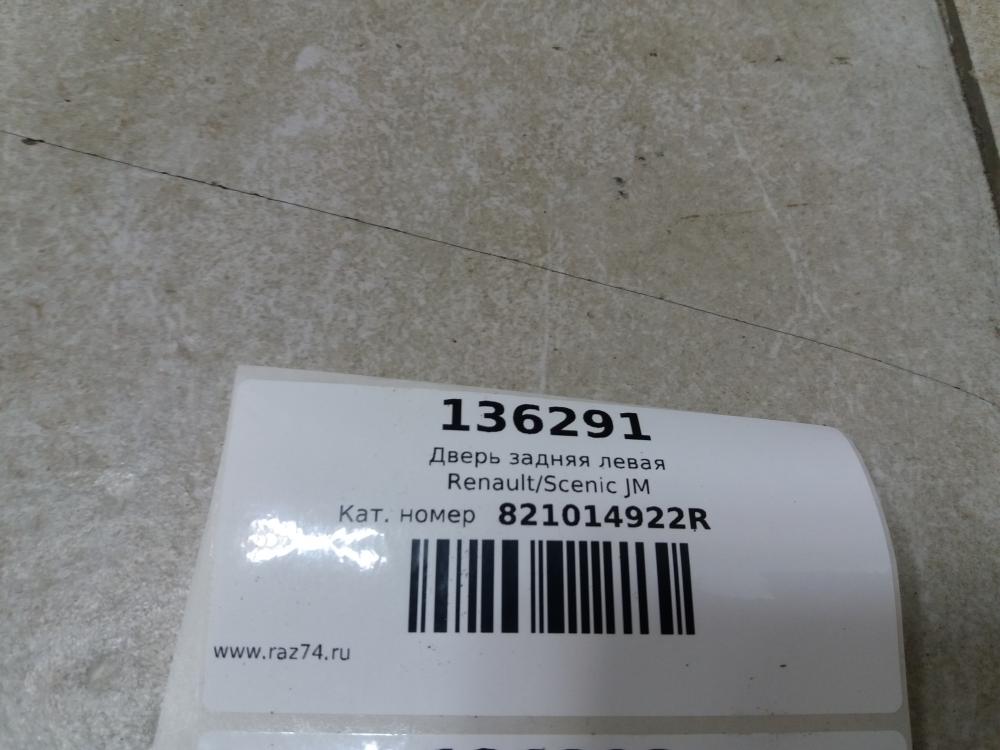 136291
Дверь задняя левая
Renault/Scenic JM
Кат. номер 821014922R
www.raz74.ru